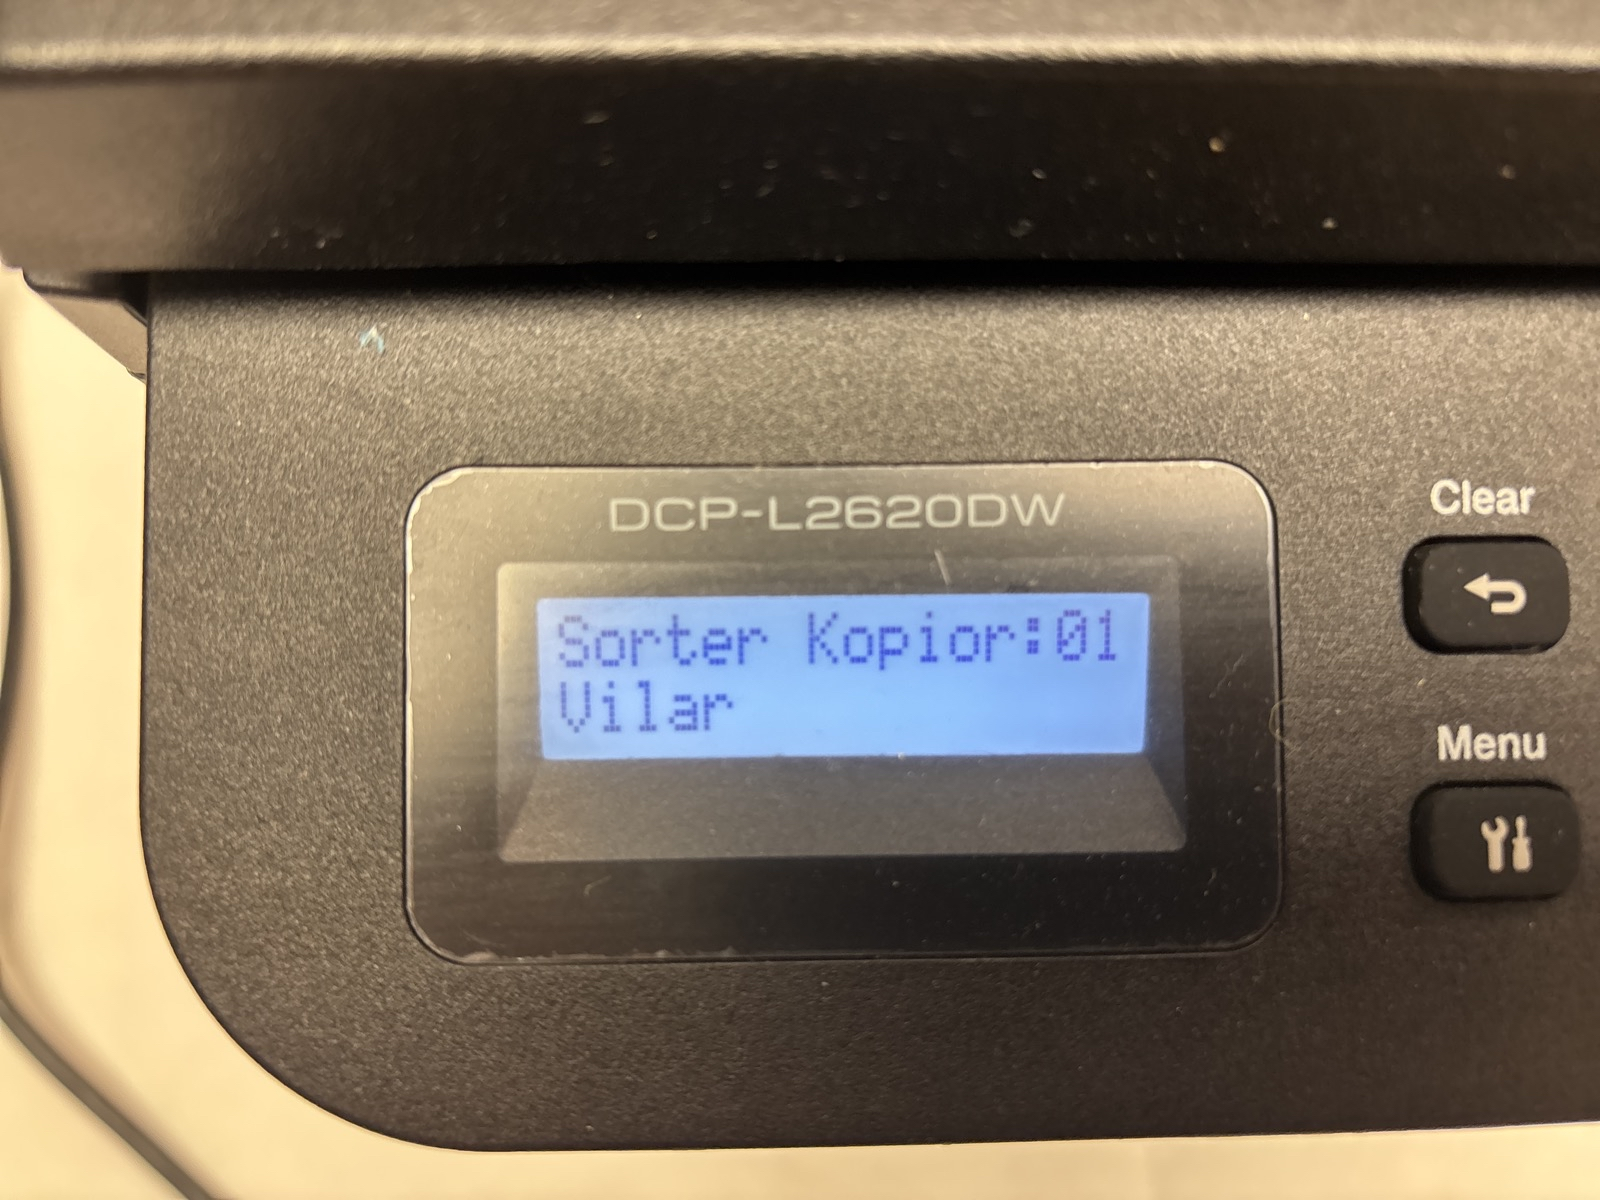 DCP-L2620DW
Sorter Kopior:01
Vilar
Clear
Menu